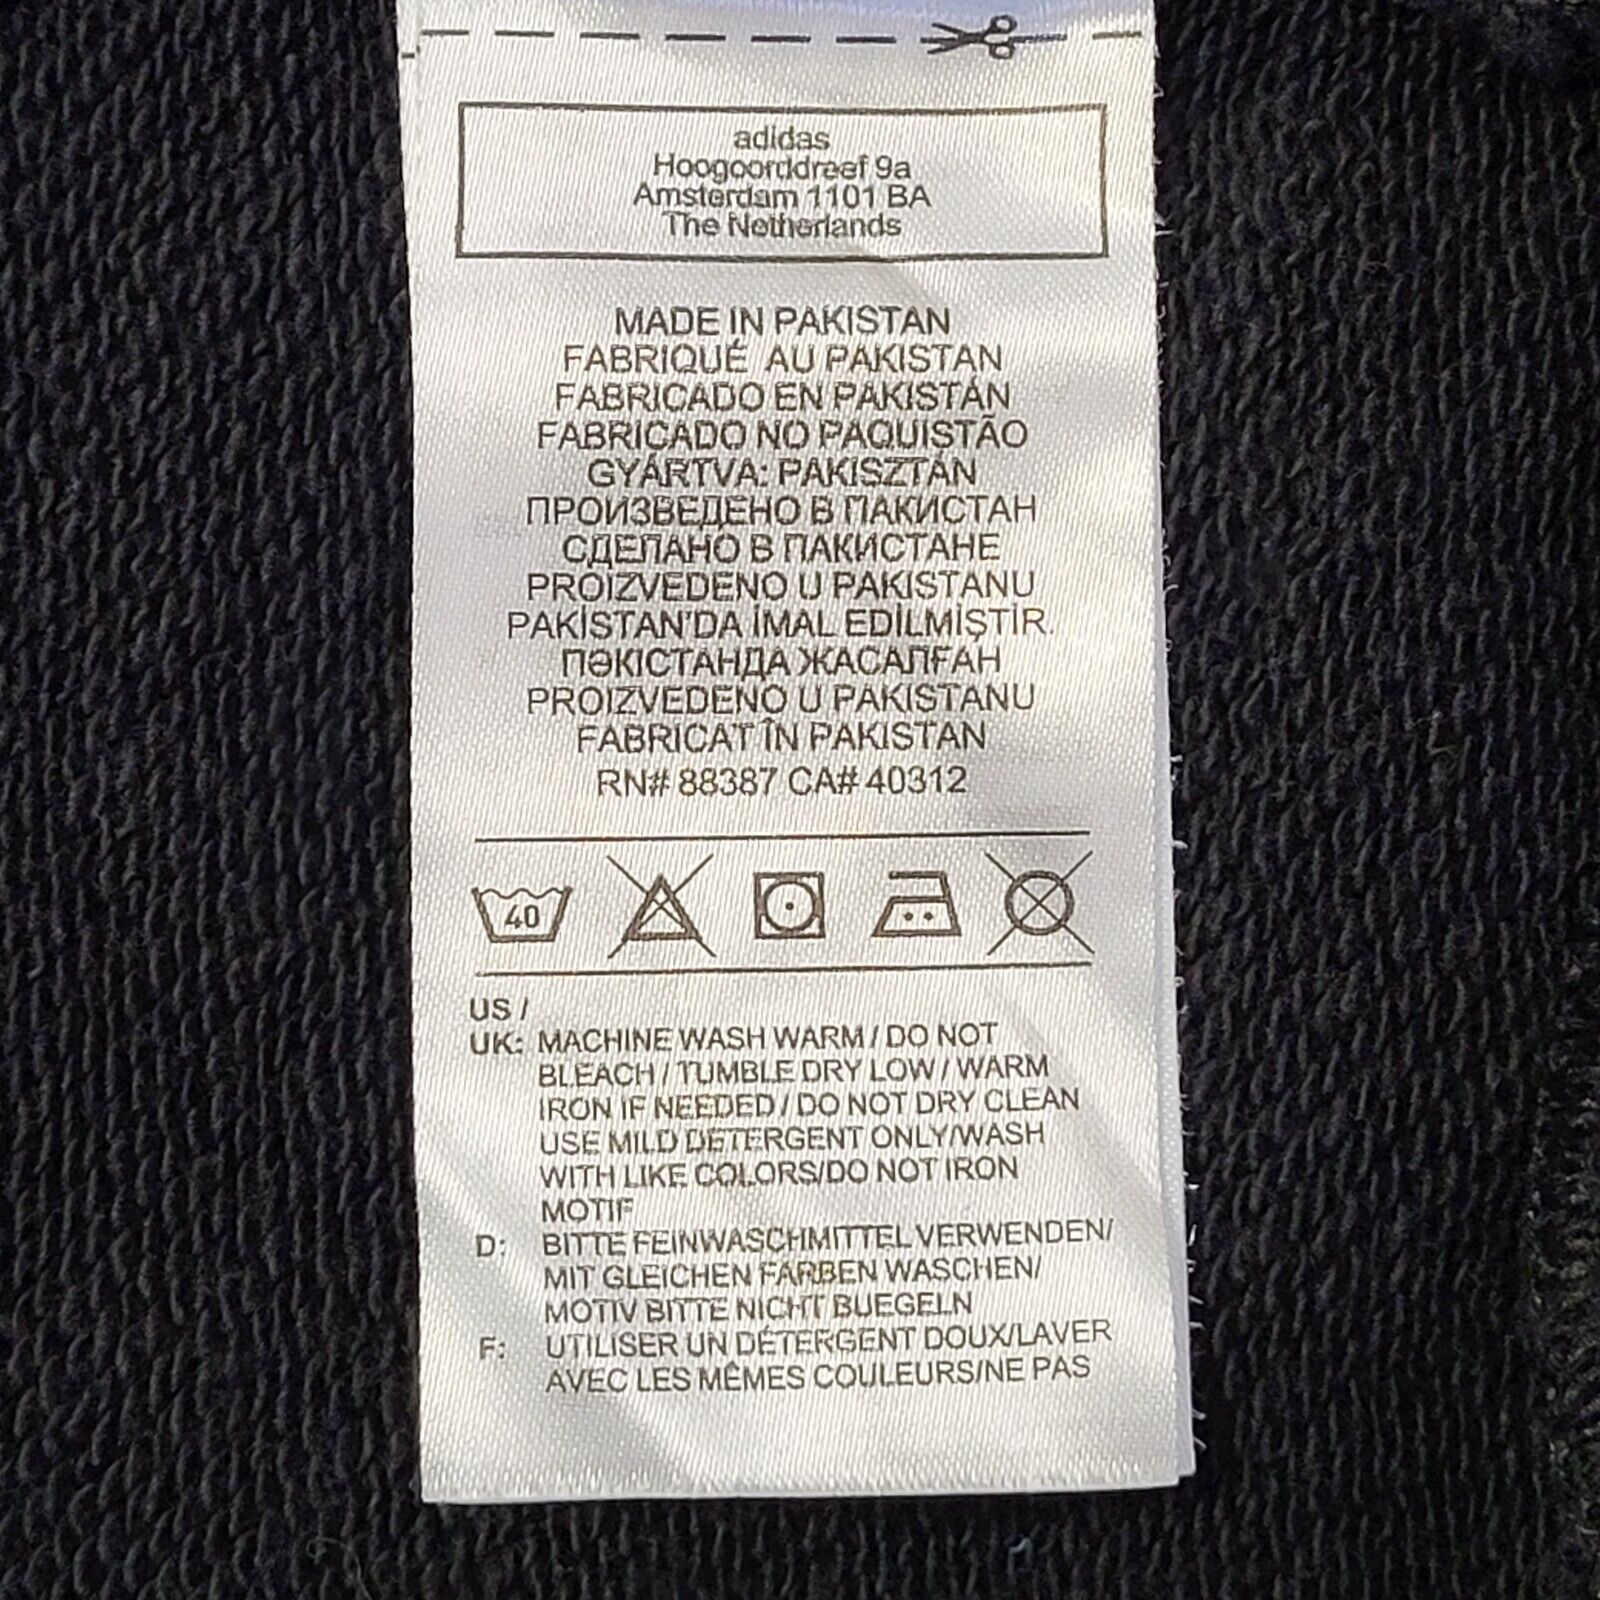 adidas
Hoogoorddreef 9a
Amsterdam 1101 BA
The Netherlands
MADE IN PAKISTAN
FABRIQUÉ AU PAKISTAN
FABRICADO EN PAKISTÁN
FABRICADO NO PAQUISTÃO
GYÁRTVA: PAKISZTÁN
ПРОИЗВЕДЕНО В ПАКИСТАН
СДЕЛАНО В ПАКИСТАНЕ
PROIZVEDENO U PAKISTANU
PAKİSTAN'DA İMAL EDİLMİŞTİR.
ПӘКІСТАНДА ЖАСАЛҒАН
PROIZVEDENO U PAKISTANU
FABRICAT ÎN PAKISTAN
RN# 88387 CA# 40312
40
US /
UK: MACHINE WASH WARM / DO NOT
BLEACH / TUMBLE DRY LOW / WARM
IRON IF NEEDED / DO NOT DRY CLEAN
USE MILD DETERGENT ONLY/WASH
WITH LIKE COLORS/DO NOT IRON
MOTIF
D: BITTE FEINWASCHMITTEL VERWENDEN/
MIT GLEICHEN FARBEN WASCHEN/
MOTIV BITTE NICHT BUEGELN
F: UTILISER UN DÉTERGENT DOUX/LAVER
AVEC LES MÊMES COULEURS/NE PAS